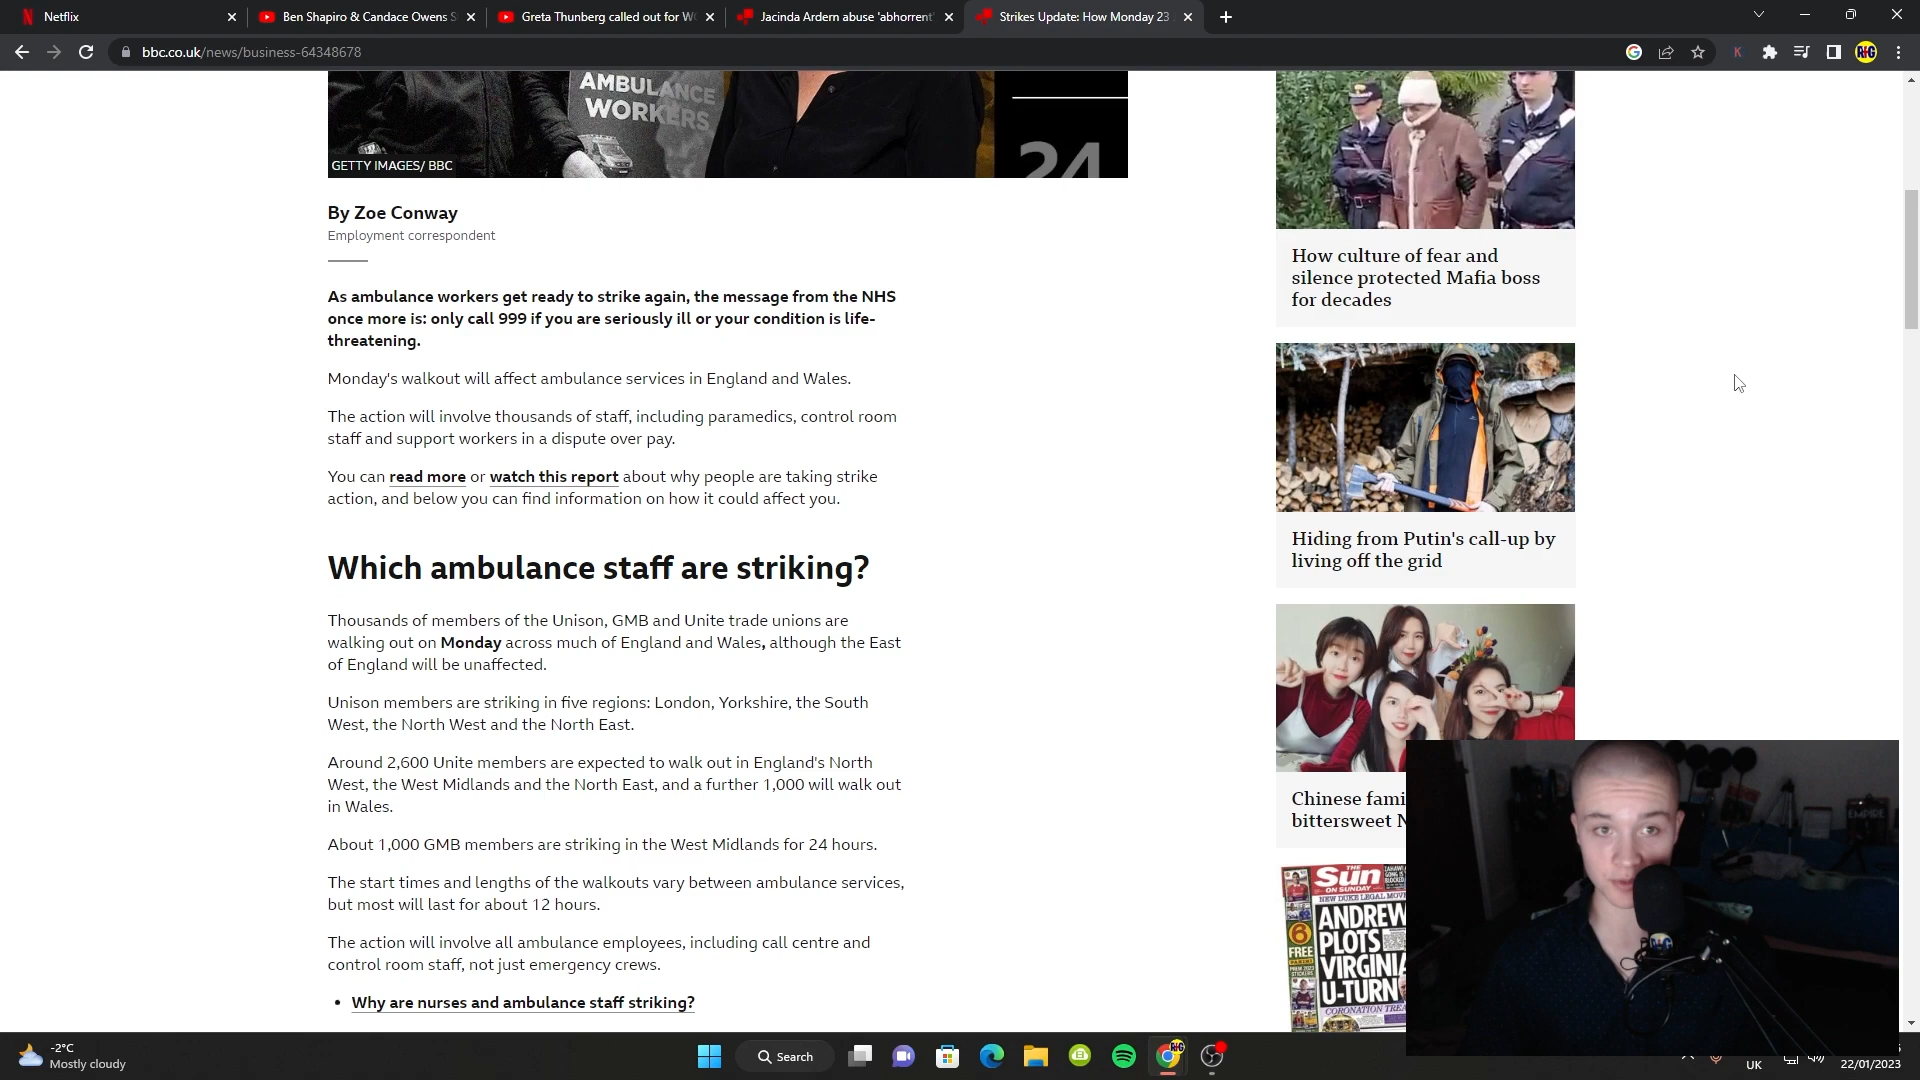 Netflix
Ben Shapiro & Candace Owens S
Greta Thunberg called out for W
Jacinda Ardern abuse 'abhorrent'
Strikes Update: How Monday 23
bbc.co.uk/news/business-64348678
K
RIG
AMBULANCE
WORKERS
24
GETTY IMAGES/ BBC
By Zoe Conway
Employment correspondent
As ambulance workers get ready to strike again, the message from the NHS
once more is: only call 999 if you are seriously ill or your condition is life-
threatening.
Monday's walkout will affect ambulance services in England and Wales.
The action will involve thousands of staff, including paramedics, control room
staff and support workers in a dispute over pay.
You can read more or watch this report about why people are taking strike
action, and below you can find information on how it could affect you.
Which ambulance staff are striking?
Thousands of members of the Unison, GMB and Unite trade unions are
walking out on Monday across much of England and Wales, although the East
of England will be unaffected.
Unison members are striking in five regions: London, Yorkshire, the South
West, the North West and the North East.
Around 2,600 Unite members are expected to walk out in England's North
West, the West Midlands and the North East, and a further 1,000 will walk out
in Wales.
About 1,000 GMB members are striking in the West Midlands for 24 hours.
The start times and lengths of the walkouts vary between ambulance services,
but most will last for about 12 hours.
The action will involve all ambulance employees, including call centre and
control room staff, not just emergency crews.
• Why are nurses and ambulance staff striking?
How culture of fear and
silence protected Mafia boss
for decades
Hiding from Putin's call-up by
living off the grid
Chinese fami
bittersweet N
THE
Sun
ON SUNDAY
NEW DUKE LEGAL MOV
ANDREW
PLOTS
VIRGINI
U-TURN
CORONATION TREA
6
FREE
EMPIRE
-2°C
Mostly cloudy
Search
UK
22/01/2023